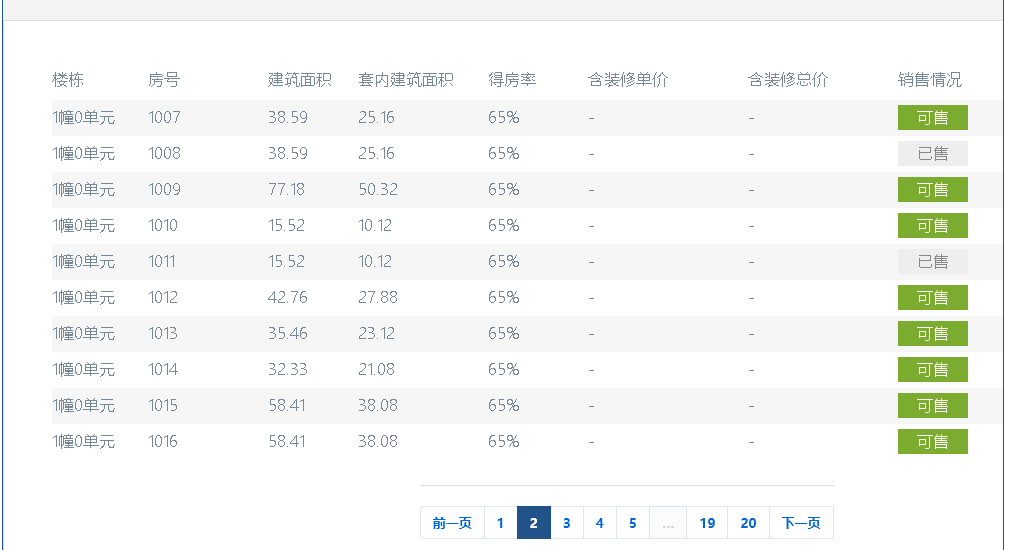 楼栋 房号 建筑面积 套内建筑面积 得房率 含装修单价 含装修总价 销售情况
1幢0单元 1007 38.59 25.16 65% - - 可售
1幢0单元 1008 38.59 25.16 65% - - 已售
1幢0单元 1009 77.18 50.32 65% - - 可售
1幢0单元 1010 15.52 10.12 65% - - 可售
1幢0单元 1011 15.52 10.12 65% - - 已售
1幢0单元 1012 42.76 27.88 65% - - 可售
1幢0单元 1013 35.46 23.12 65% - - 可售
1幢0单元 1014 32.33 21.08 65% - - 可售
1幢0单元 1015 58.41 38.08 65% - - 可售
1幢0单元 1016 58.41 38.08 65% - - 可售
前一页 1 2 3 4 5 ... 19 20 下一页